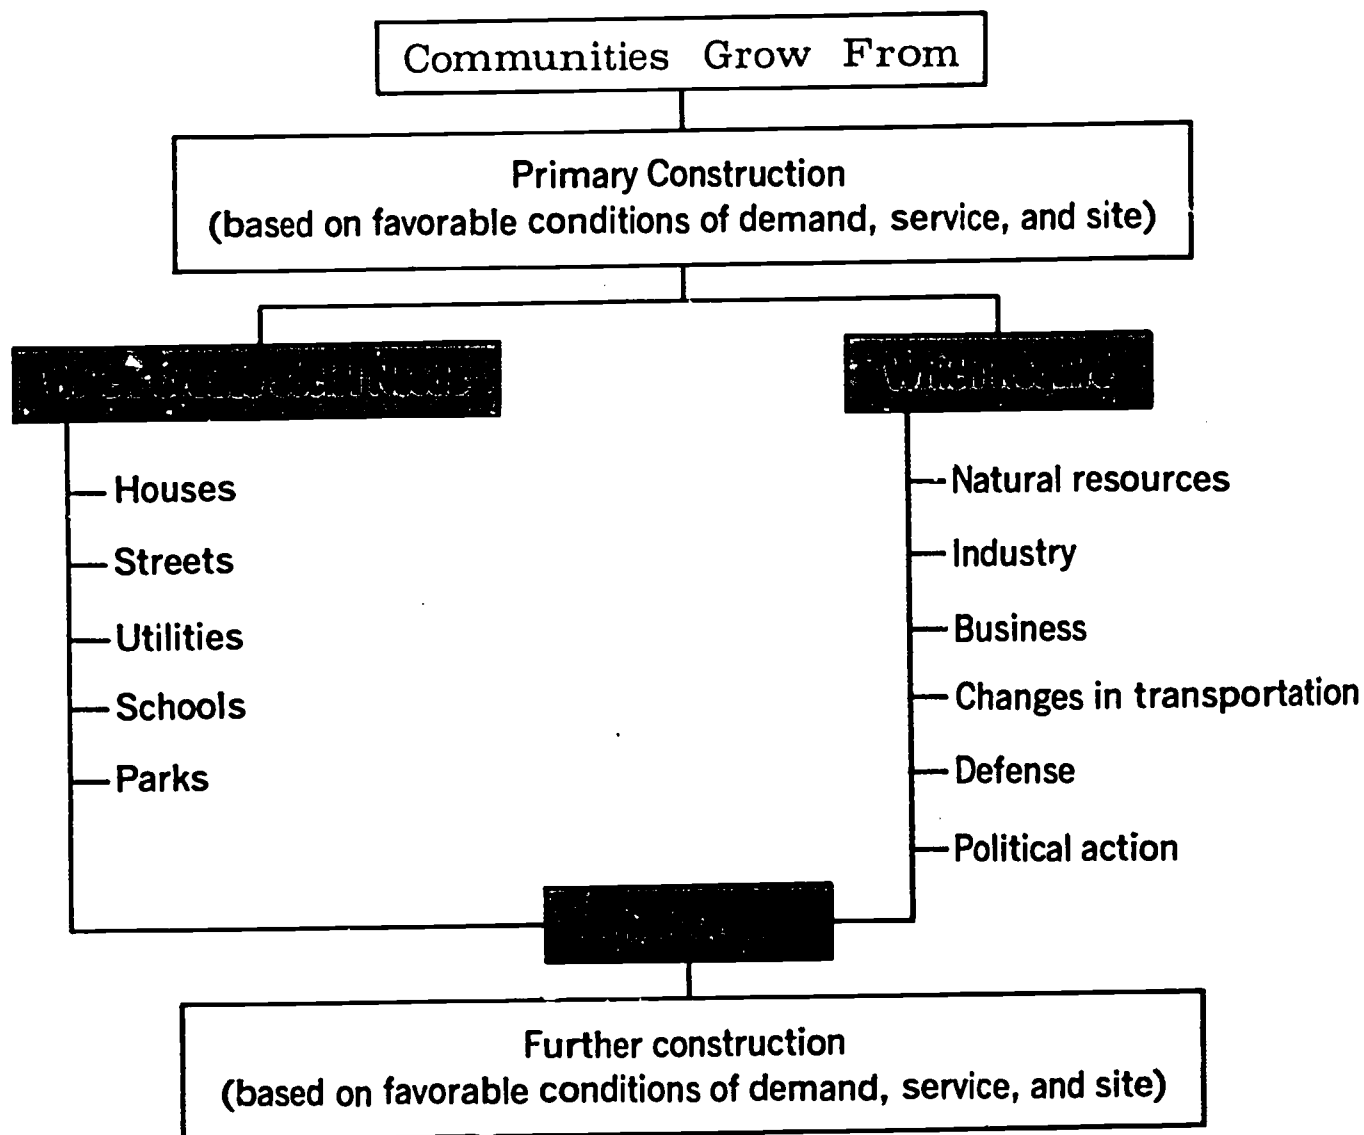 Communities Grow From
Primary Construction
(based on favorable conditions of demand, service, and site)
Houses
Streets
Utilities
Schools
Parks
Natural resources
Industry
Business
Changes in transportation
Defense
Political action
Further construction
(based on favorable conditions of demand, service, and site)